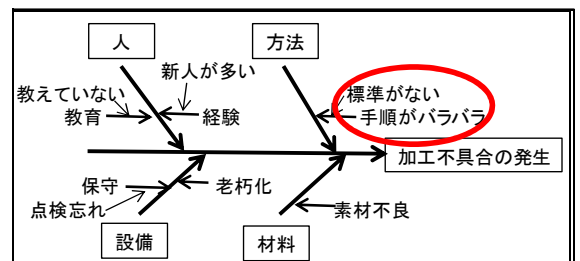 人
方法
新人が多い
教えていない
教育
経験
標準がない
手順がバラバラ
加工不具合の発生
保守
老朽化
点検忘れ
素材不良
設備
材料